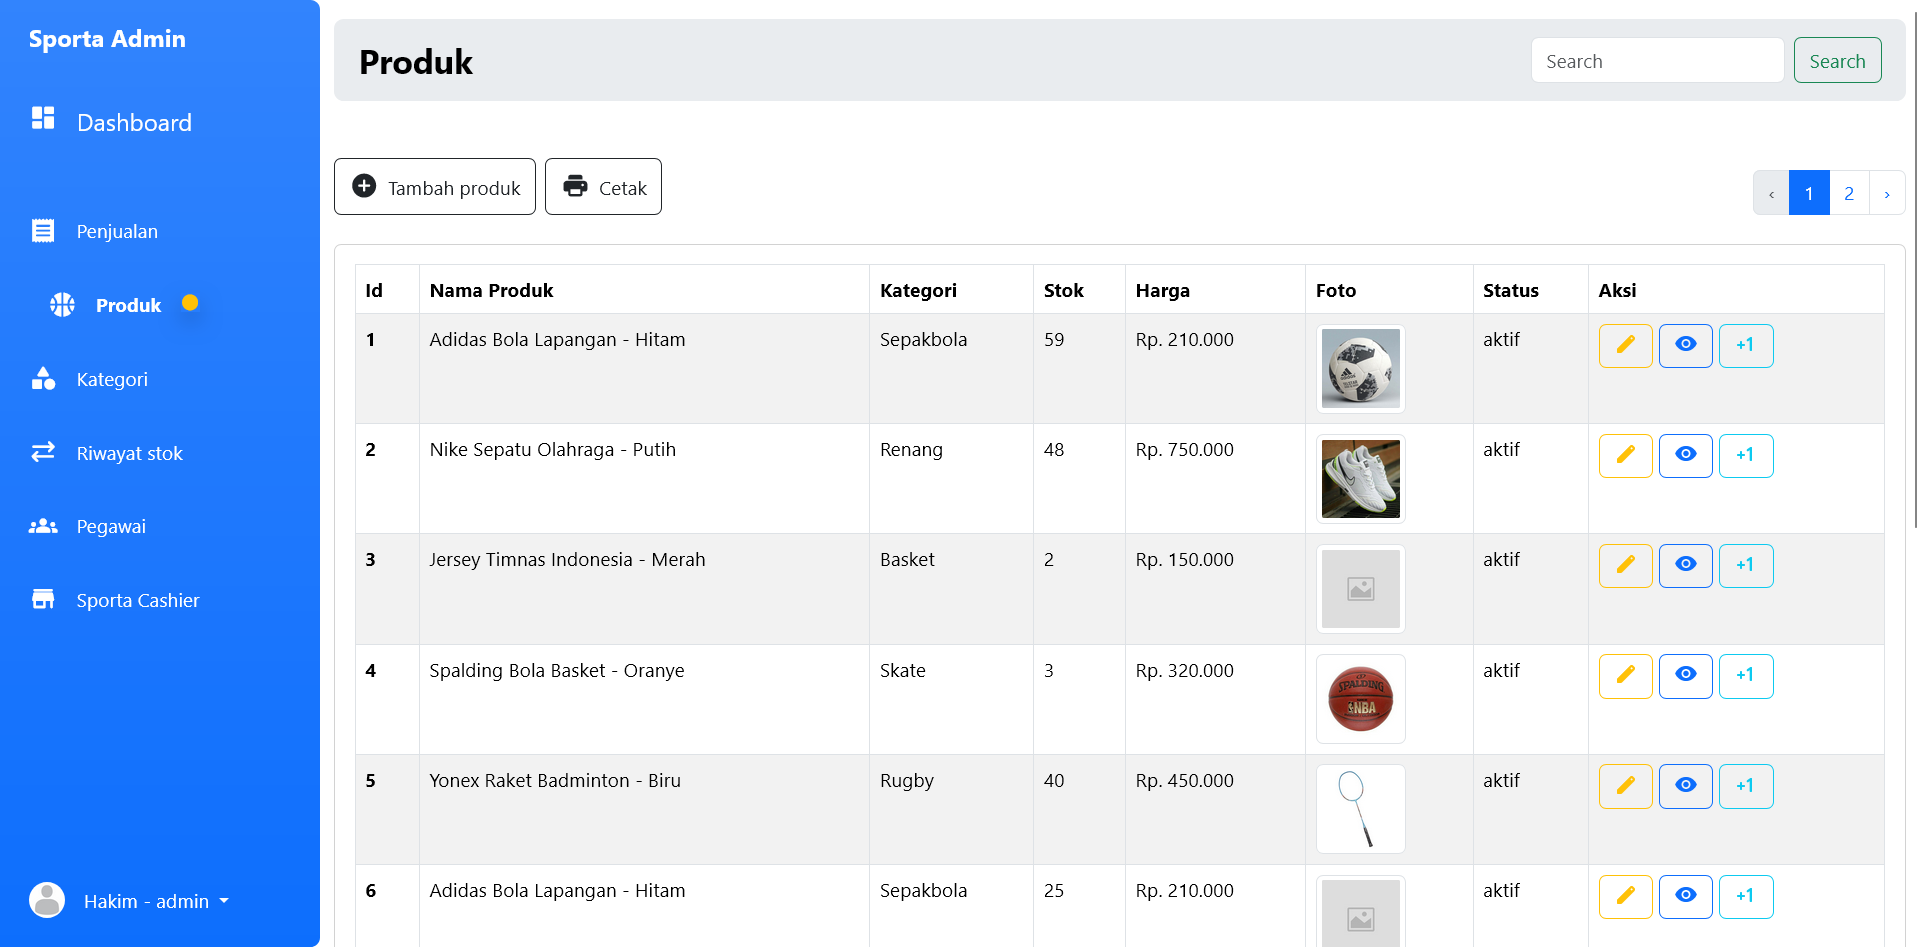 Sporta Admin
Dashboard
Penjualan
Produk
Kategori
Riwayat stok
Pegawai
Sporta Cashier
Hakim - admin
Produk
Search
Search
Tambah produk
Cetak
‹ 1 2 ›
Id Nama Produk Kategori Stok Harga Foto Status Aksi
1 Adidas Bola Lapangan - Hitam Sepakbola 59 Rp. 210.000 aktif +1
2 Nike Sepatu Olahraga - Putih Renang 48 Rp. 750.000 aktif +1
3 Jersey Timnas Indonesia - Merah Basket 2 Rp. 150.000 aktif +1
4 Spalding Bola Basket - Oranye Skate 3 Rp. 320.000 SPALDING NBA aktif +1
5 Yonex Raket Badminton - Biru Rugby 40 Rp. 450.000 aktif +1
6 Adidas Bola Lapangan - Hitam Sepakbola 25 Rp. 210.000 aktif +1